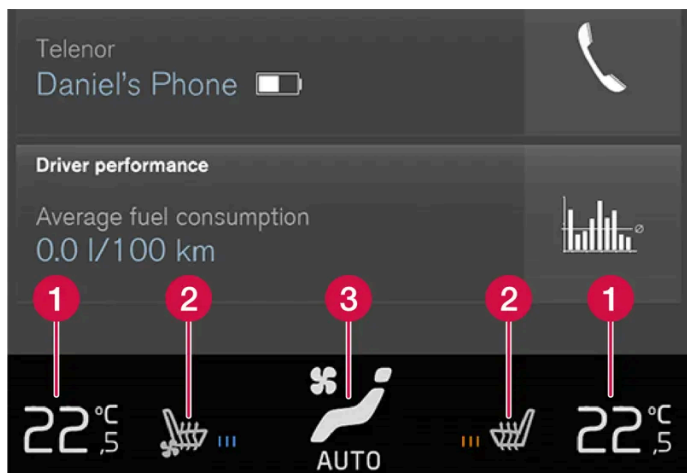 Telenor
Daniel's Phone
Driver performance
Average fuel consumption
0.0 l/100 km
1
2
3
2
1
22,5 °C
22,5 °C
AUTO